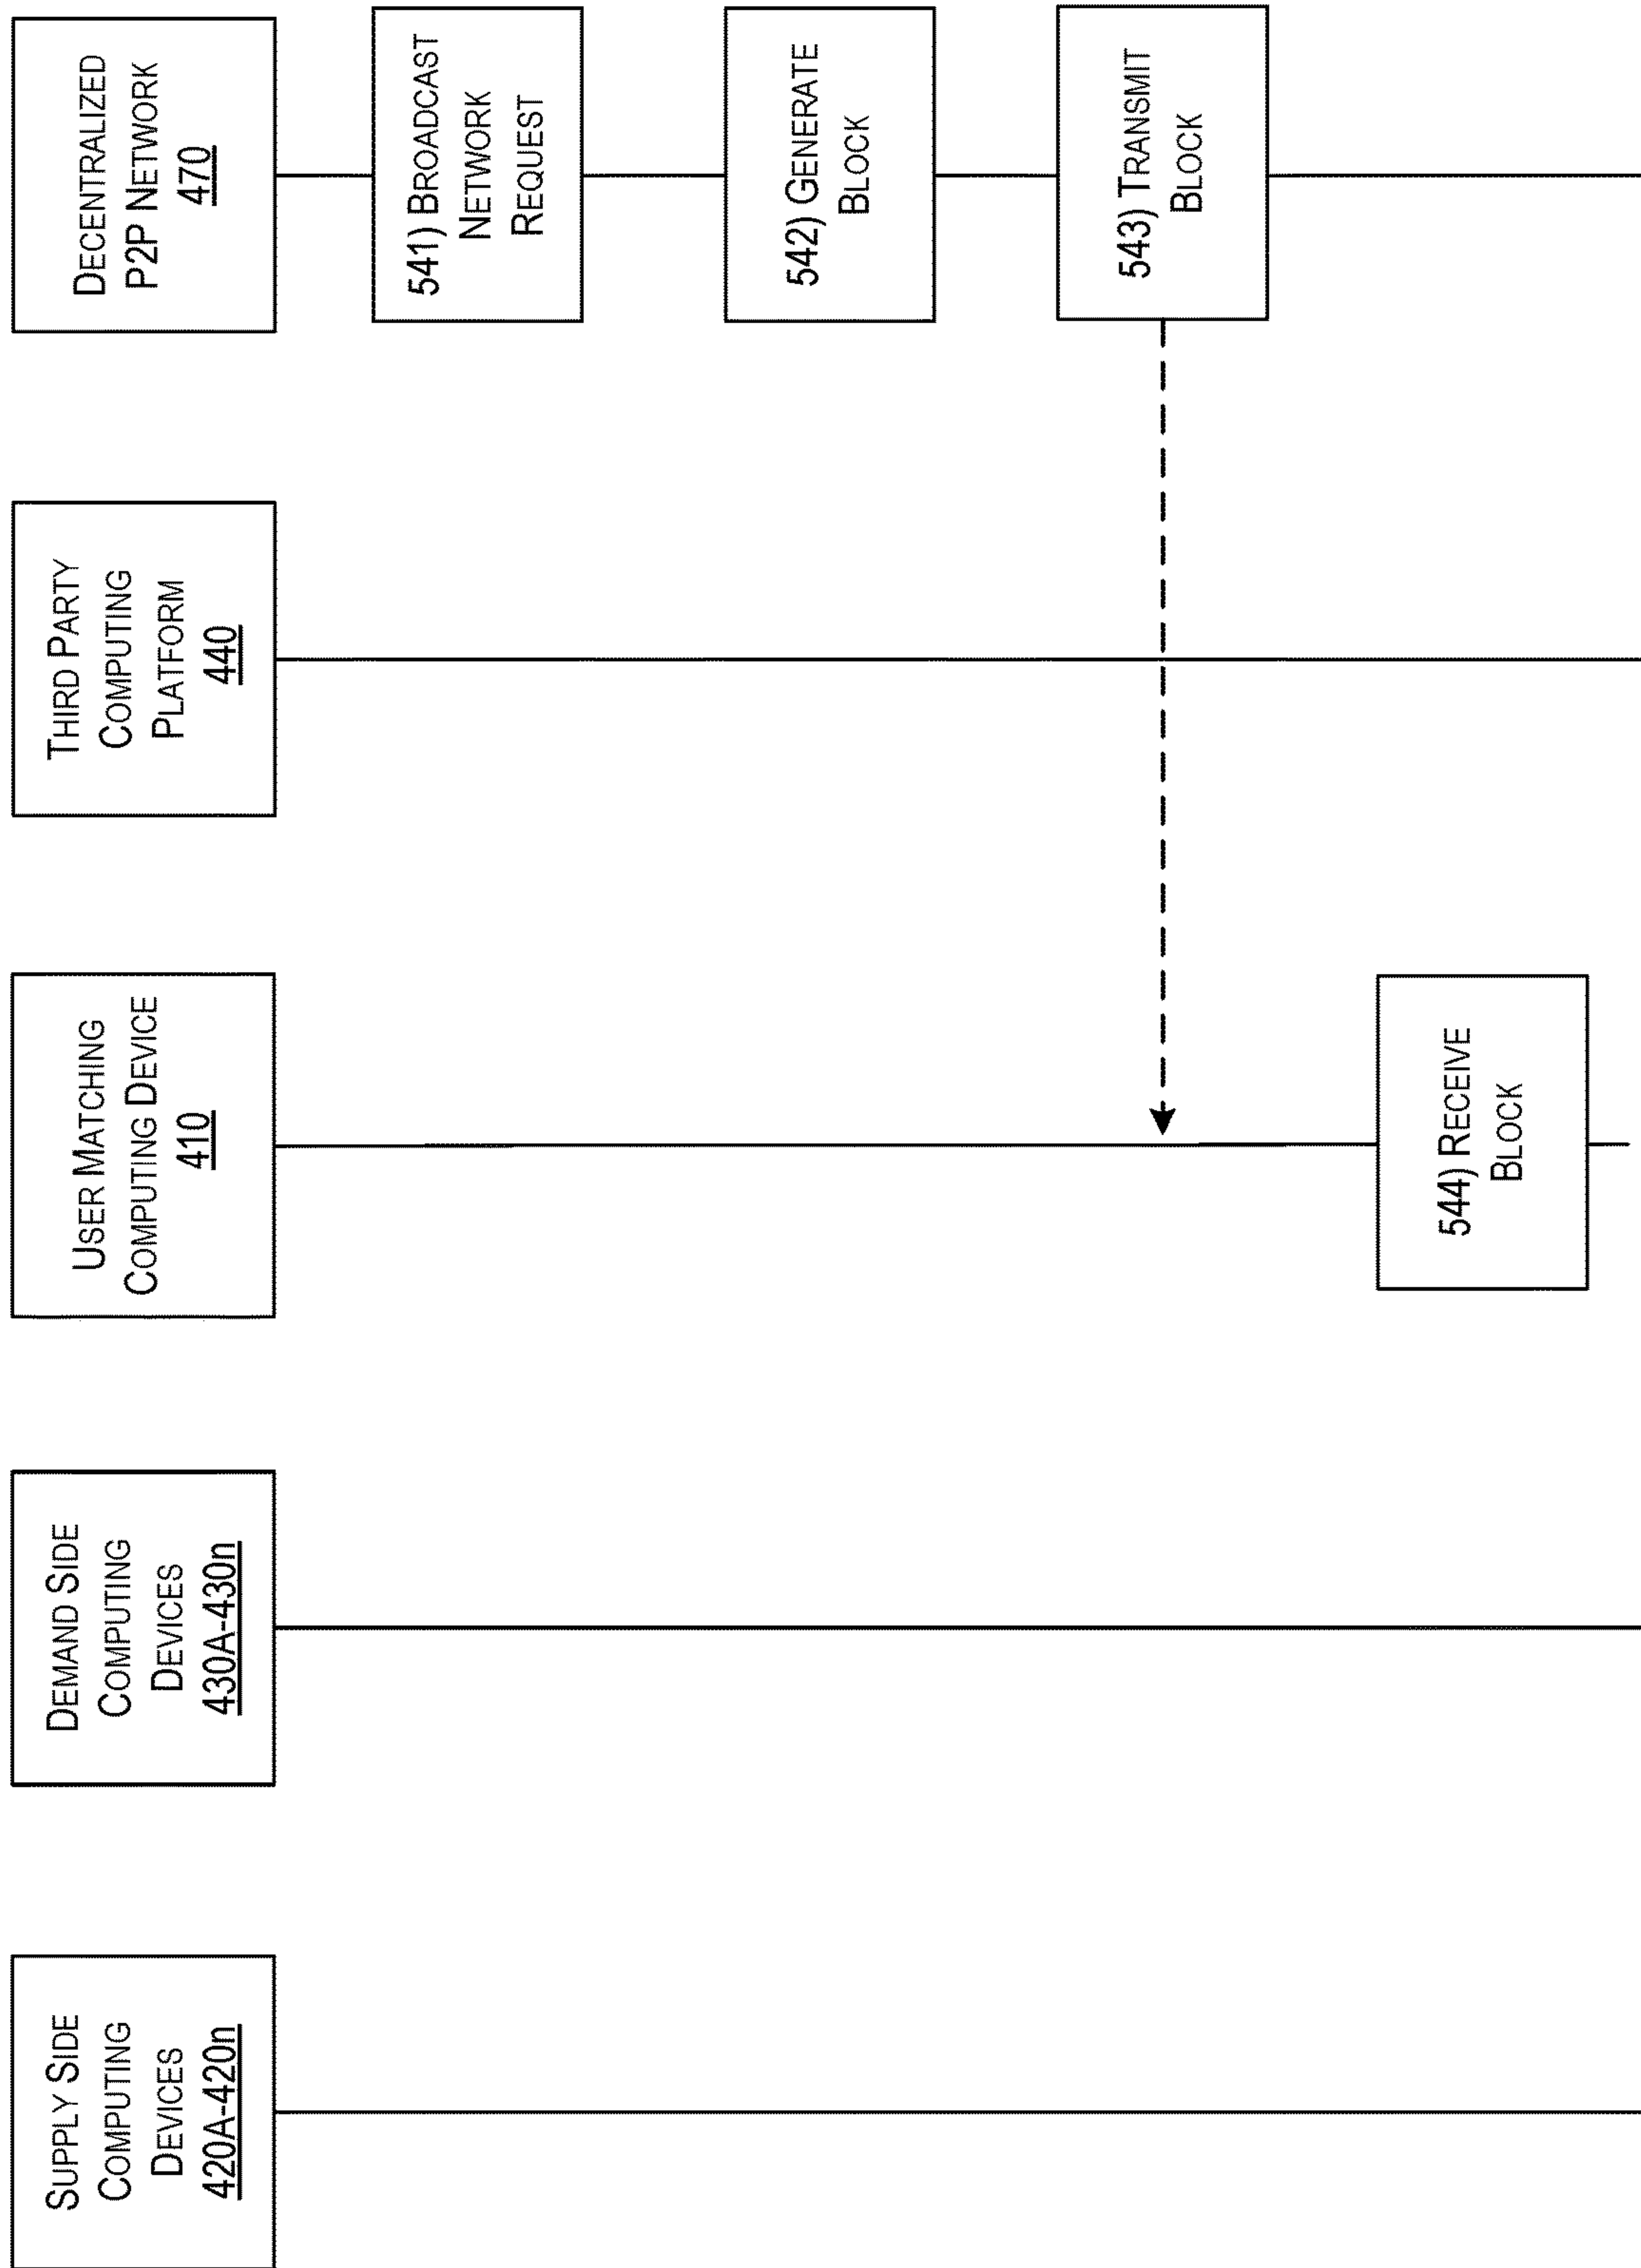 SUPPLY SIDE
COMPUTING
DEVICES
420A-420n
DEMAND SIDE
COMPUTING
DEVICES
430A-430n
USER MATCHING
COMPUTING DEVICE
410
THIRD PARTY
COMPUTING
PLATFORM
440
DECENTRALIZED
P2P NETWORK
470
541) BROADCAST
NETWORK
REQUEST
542) GENERATE
BLOCK
543) TRANSMIT
BLOCK
544) RECEIVE
BLOCK